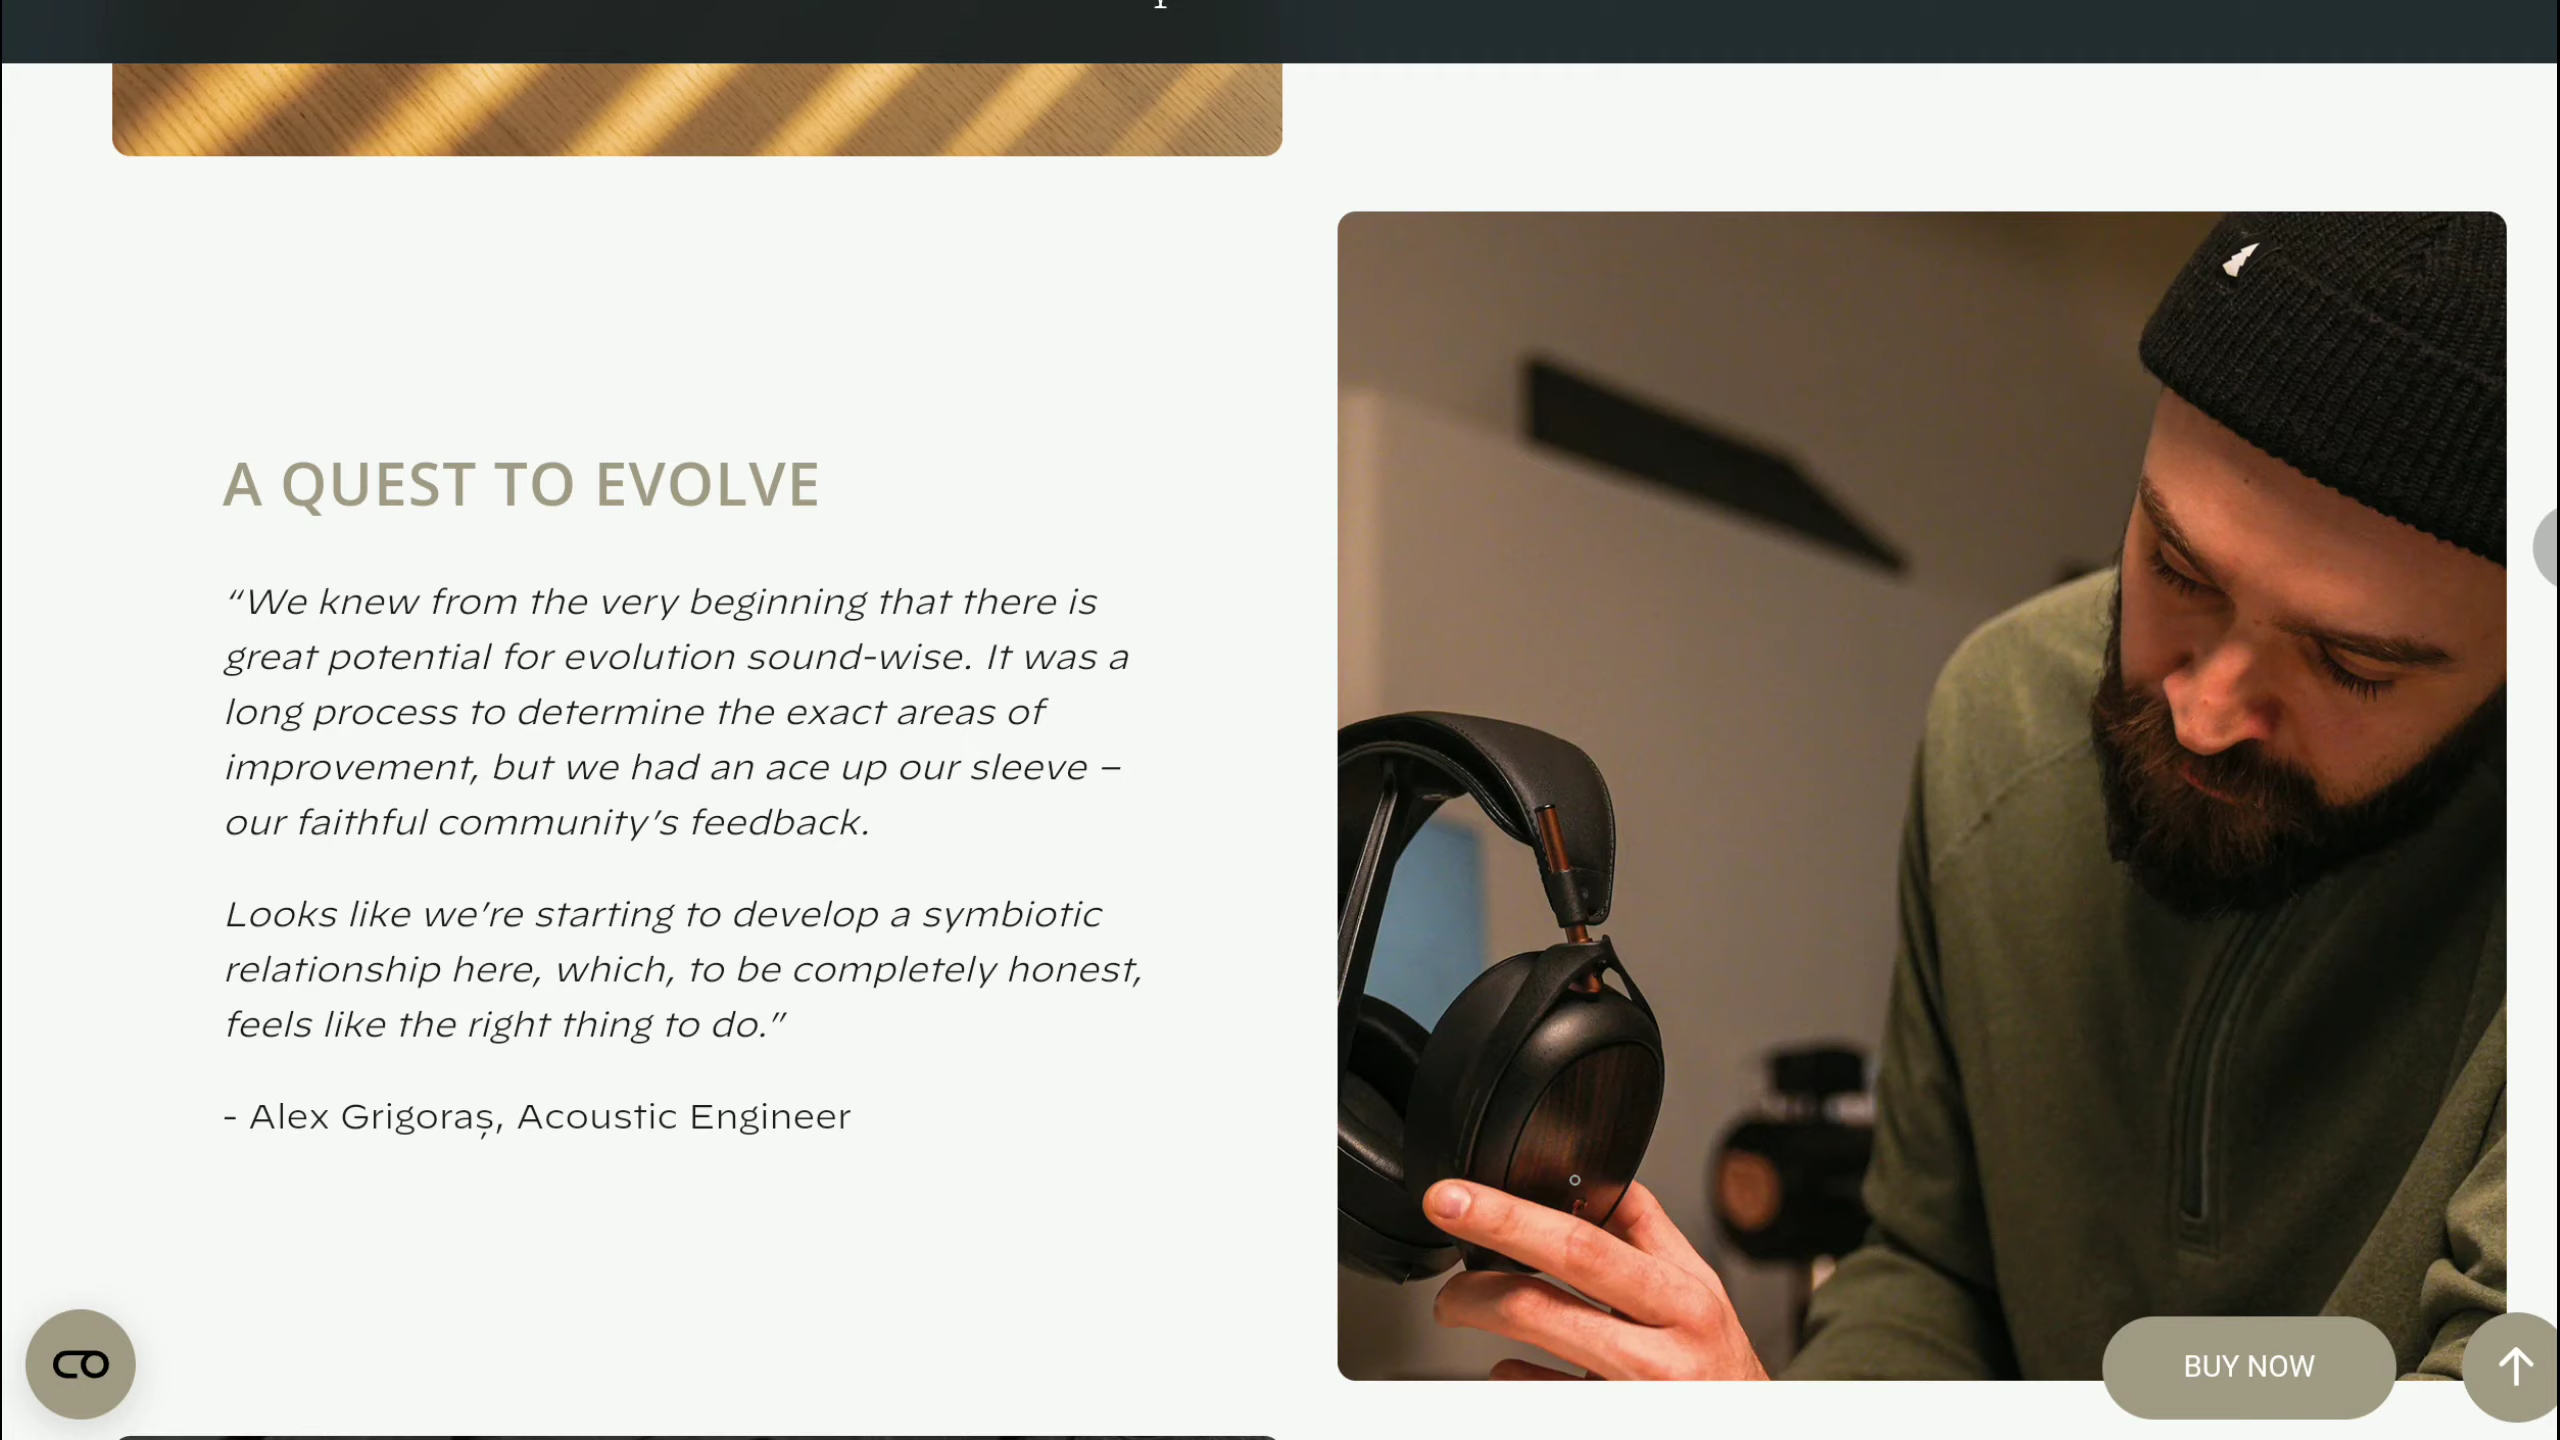 A QUEST TO EVOLVE
“We knew from the very beginning that there is
great potential for evolution sound-wise. It was a
long process to determine the exact areas of
improvement, but we had an ace up our sleeve –
our faithful community’s feedback.
Looks like we’re starting to develop a symbiotic
relationship here, which, to be completely honest,
feels like the right thing to do.”
- Alex Grigoraș, Acoustic Engineer
BUY NOW